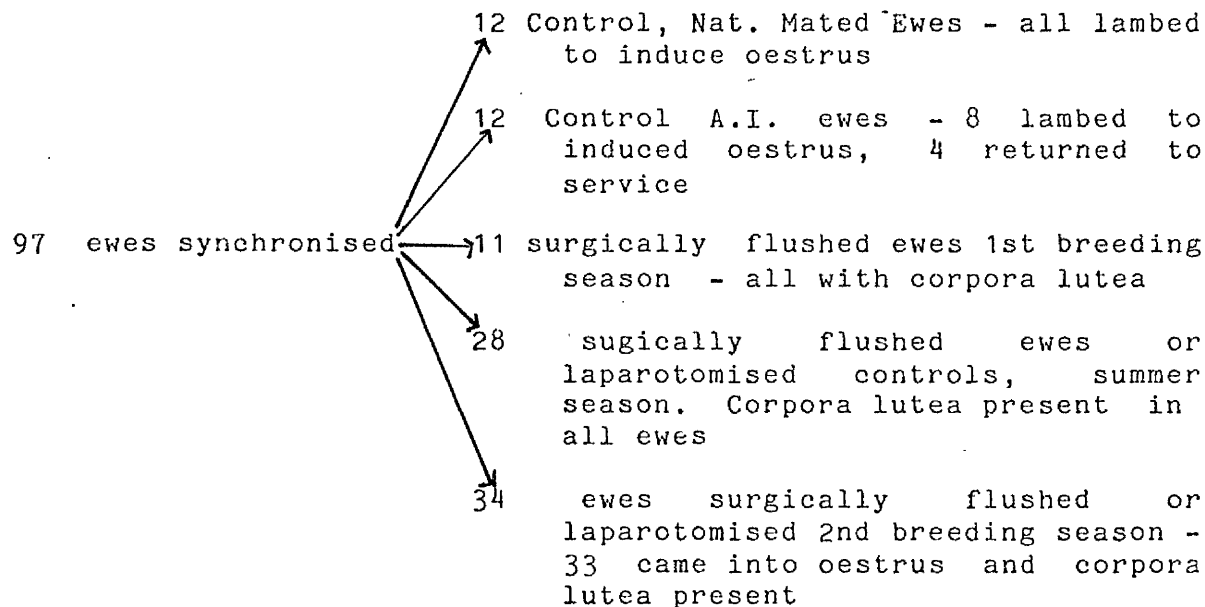 12 Control, Nat. Mated Ewes - all lambed
to induce oestrus
12 Control A.I. ewes - 8 lambed to
induced oestrus, 4 returned to
service
97 ewes synchronised
11 surgically flushed ewes 1st breeding
season - all with corpora lutea
28 sugically flushed ewes or
laparotomised controls, summer
season. Corpora lutea present in
all ewes
34 ewes surgically flushed or
laparotomised 2nd breeding season -
33 came into oestrus and corpora
lutea present